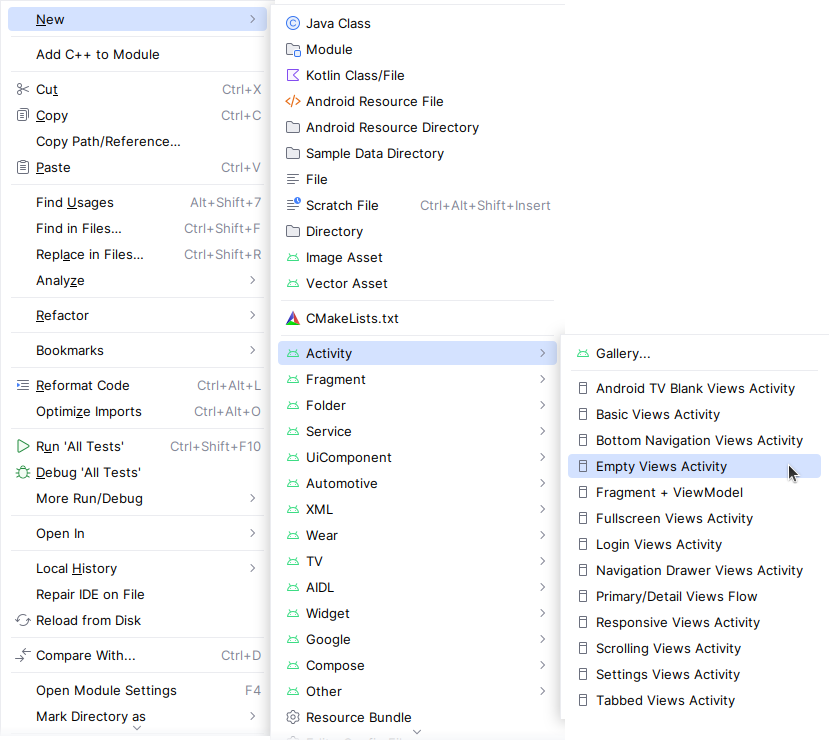 New
Add C++ to Module
Cut Ctrl+X
Copy Ctrl+C
Copy Path/Reference...
Paste Ctrl+V
Find Usages Alt+Shift+7
Find in Files... Ctrl+Shift+F
Replace in Files... Ctrl+Shift+R
Analyze
Refactor
Bookmarks
Reformat Code Ctrl+Alt+L
Optimize Imports Ctrl+Alt+O
Run 'All Tests' Ctrl+Shift+F10
Debug 'All Tests'
More Run/Debug
Open In
Local History
Repair IDE on File
Reload from Disk
Compare With... Ctrl+D
Open Module Settings F4
Mark Directory as
Java Class
Module
Kotlin Class/File
Android Resource File
Android Resource Directory
Sample Data Directory
File
Scratch File Ctrl+Alt+Shift+Insert
Directory
Image Asset
Vector Asset
CMakeLists.txt
Activity
Fragment
Folder
Service
UiComponent
Automotive
XML
Wear
TV
AIDL
Widget
Google
Compose
Other
Resource Bundle
Gallery...
Android TV Blank Views Activity
Basic Views Activity
Bottom Navigation Views Activity
Empty Views Activity
Fragment + ViewModel
Fullscreen Views Activity
Login Views Activity
Navigation Drawer Views Activity
Primary/Detail Views Flow
Responsive Views Activity
Scrolling Views Activity
Settings Views Activity
Tabbed Views Activity